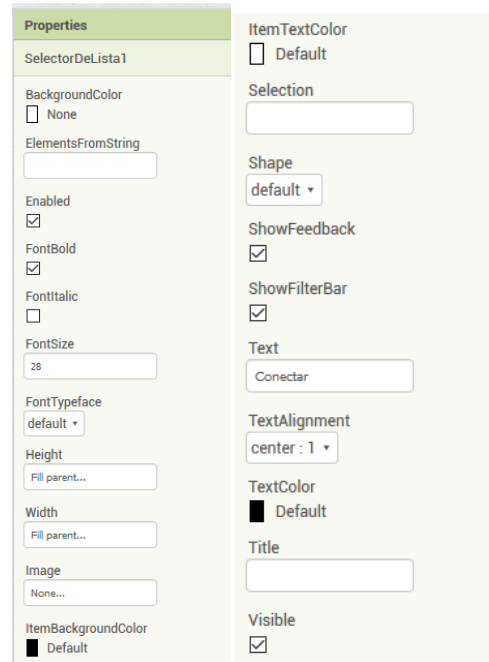 Properties
SelectorDeLista1
BackgroundColor
None
ElementsFromString
Enabled
FontBold
FontItalic
FontSize
28
FontTypeface
default
Height
Fill parent...
Width
Fill parent...
Image
None...
ItemBackgroundColor
Default
ItemTextColor
Default
Selection
Shape
default
ShowFeedback
ShowFilterBar
Text
Conectar
TextAlignment
center : 1
TextColor
Default
Title
Visible